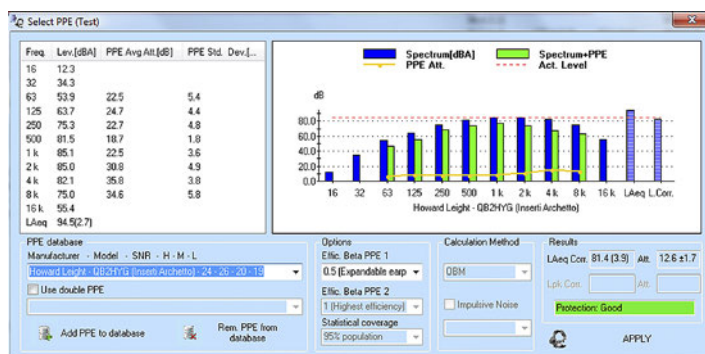 Select PPE (Test)
Freq. Lev.[dBA] PPE Avg Att.[dB] PPE Std. Dev.[...
16 12.3
32 34.3
63 53.9 22.5 5.4
125 63.7 24.7 4.4
250 75.3 22.7 4.8
500 81.5 18.7 1.8
1 k 85.1 22.5 3.6
2 k 85.0 30.8 4.9
4 k 82.1 35.8 3.8
8 k 75.0 34.6 5.8
16 k 55.4
LAeq 94.5(2.7)
Spectrum[dBA] Spectrum+PPE
PPE Att. Act. Level
dB
80.0
60.0
40.0
20.0
0.0
16 32 63 125 250 500 1 k 2 k 4 k 8 k 16 k LAeq L.Corr.
Howard Leight - QB2HYG (Inserti Archetto)
PPE database
Manufacturer - Model - SNR - H - M - L
Howard Leight - QB2HYG (Inserti Archetto) - 24 - 26 - 20 - 19
Use double PPE
Add PPE to database
Rem. PPE from
database
Options
Effic. Beta PPE 1
0.5 (Expandable earp
Effic. Beta PPE 2
1 (Highest efficiency)
Statistical coverage
95% population
Calculation Method
OBM
Impulsive Noise
Results
LAeq Corr. 81.4 (3.9) Att. 12.6 ±1.7
Lpk Corr. Att.
Protection: Good
APPLY